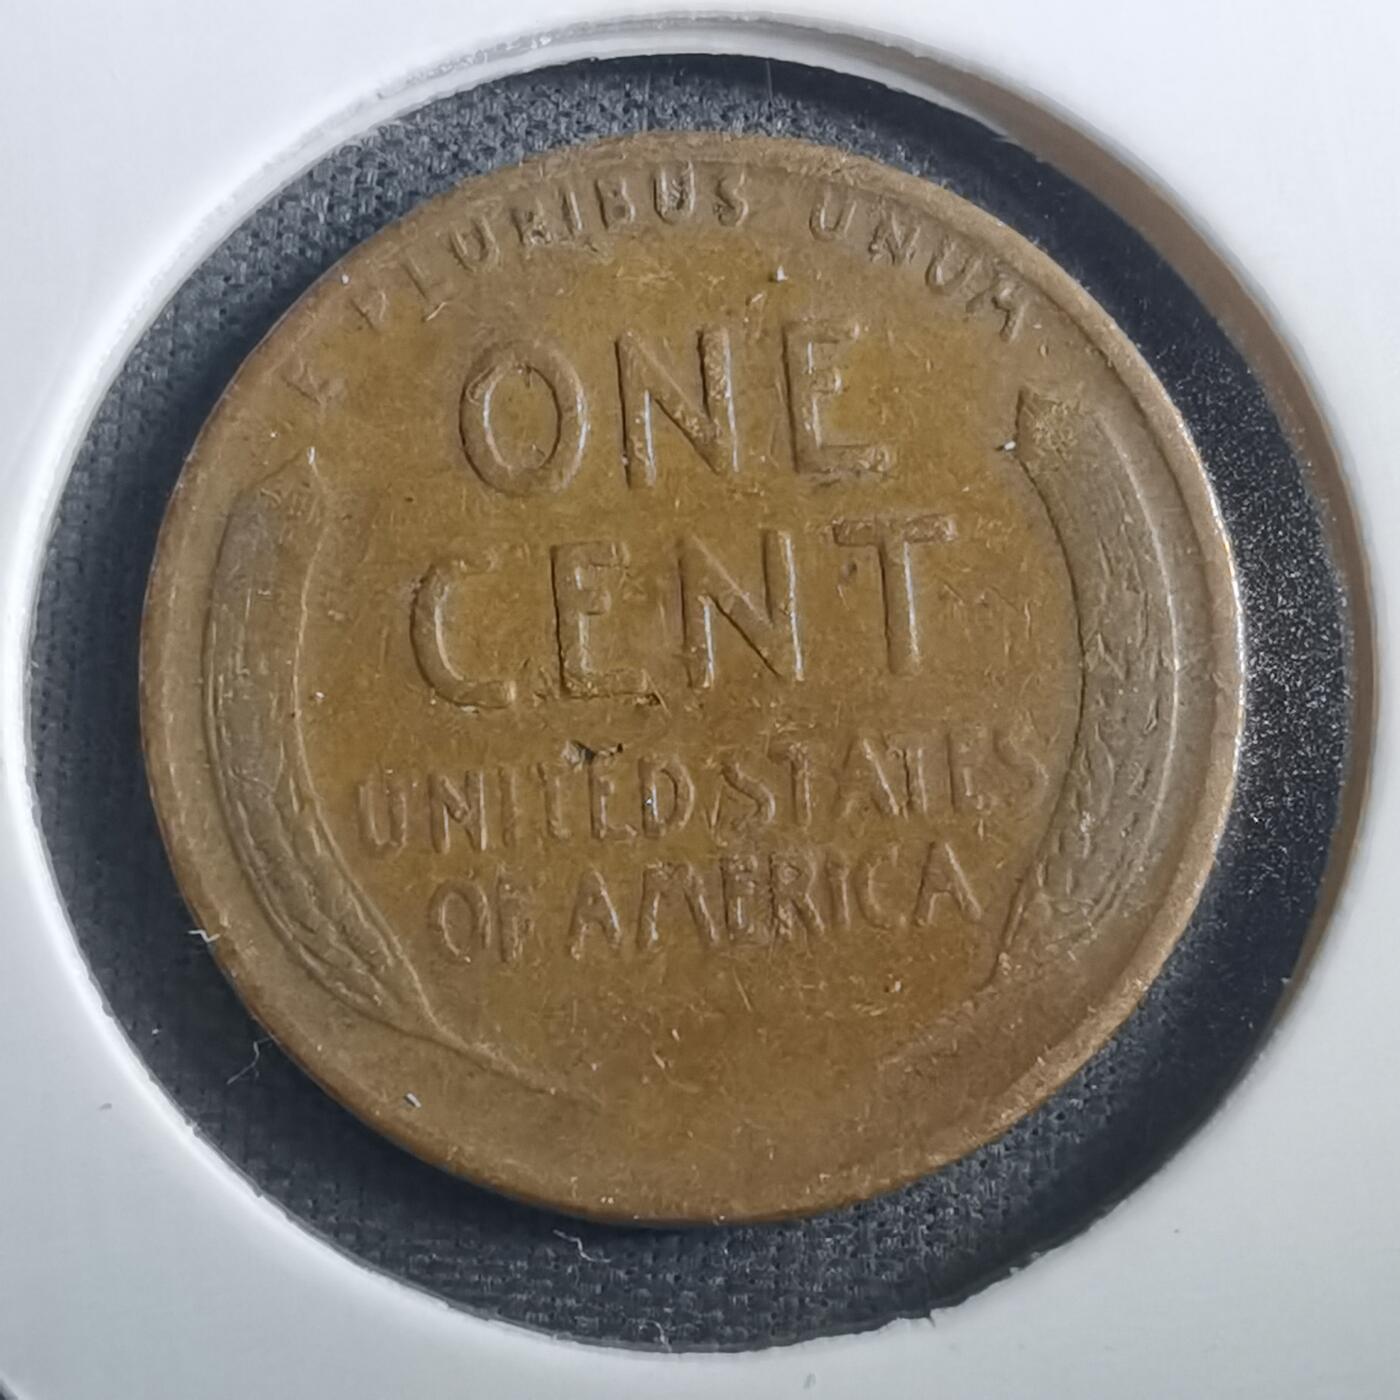 E PLURIBUS UNUM
ONE
CENT
UNITED STATES
OF AMERICA